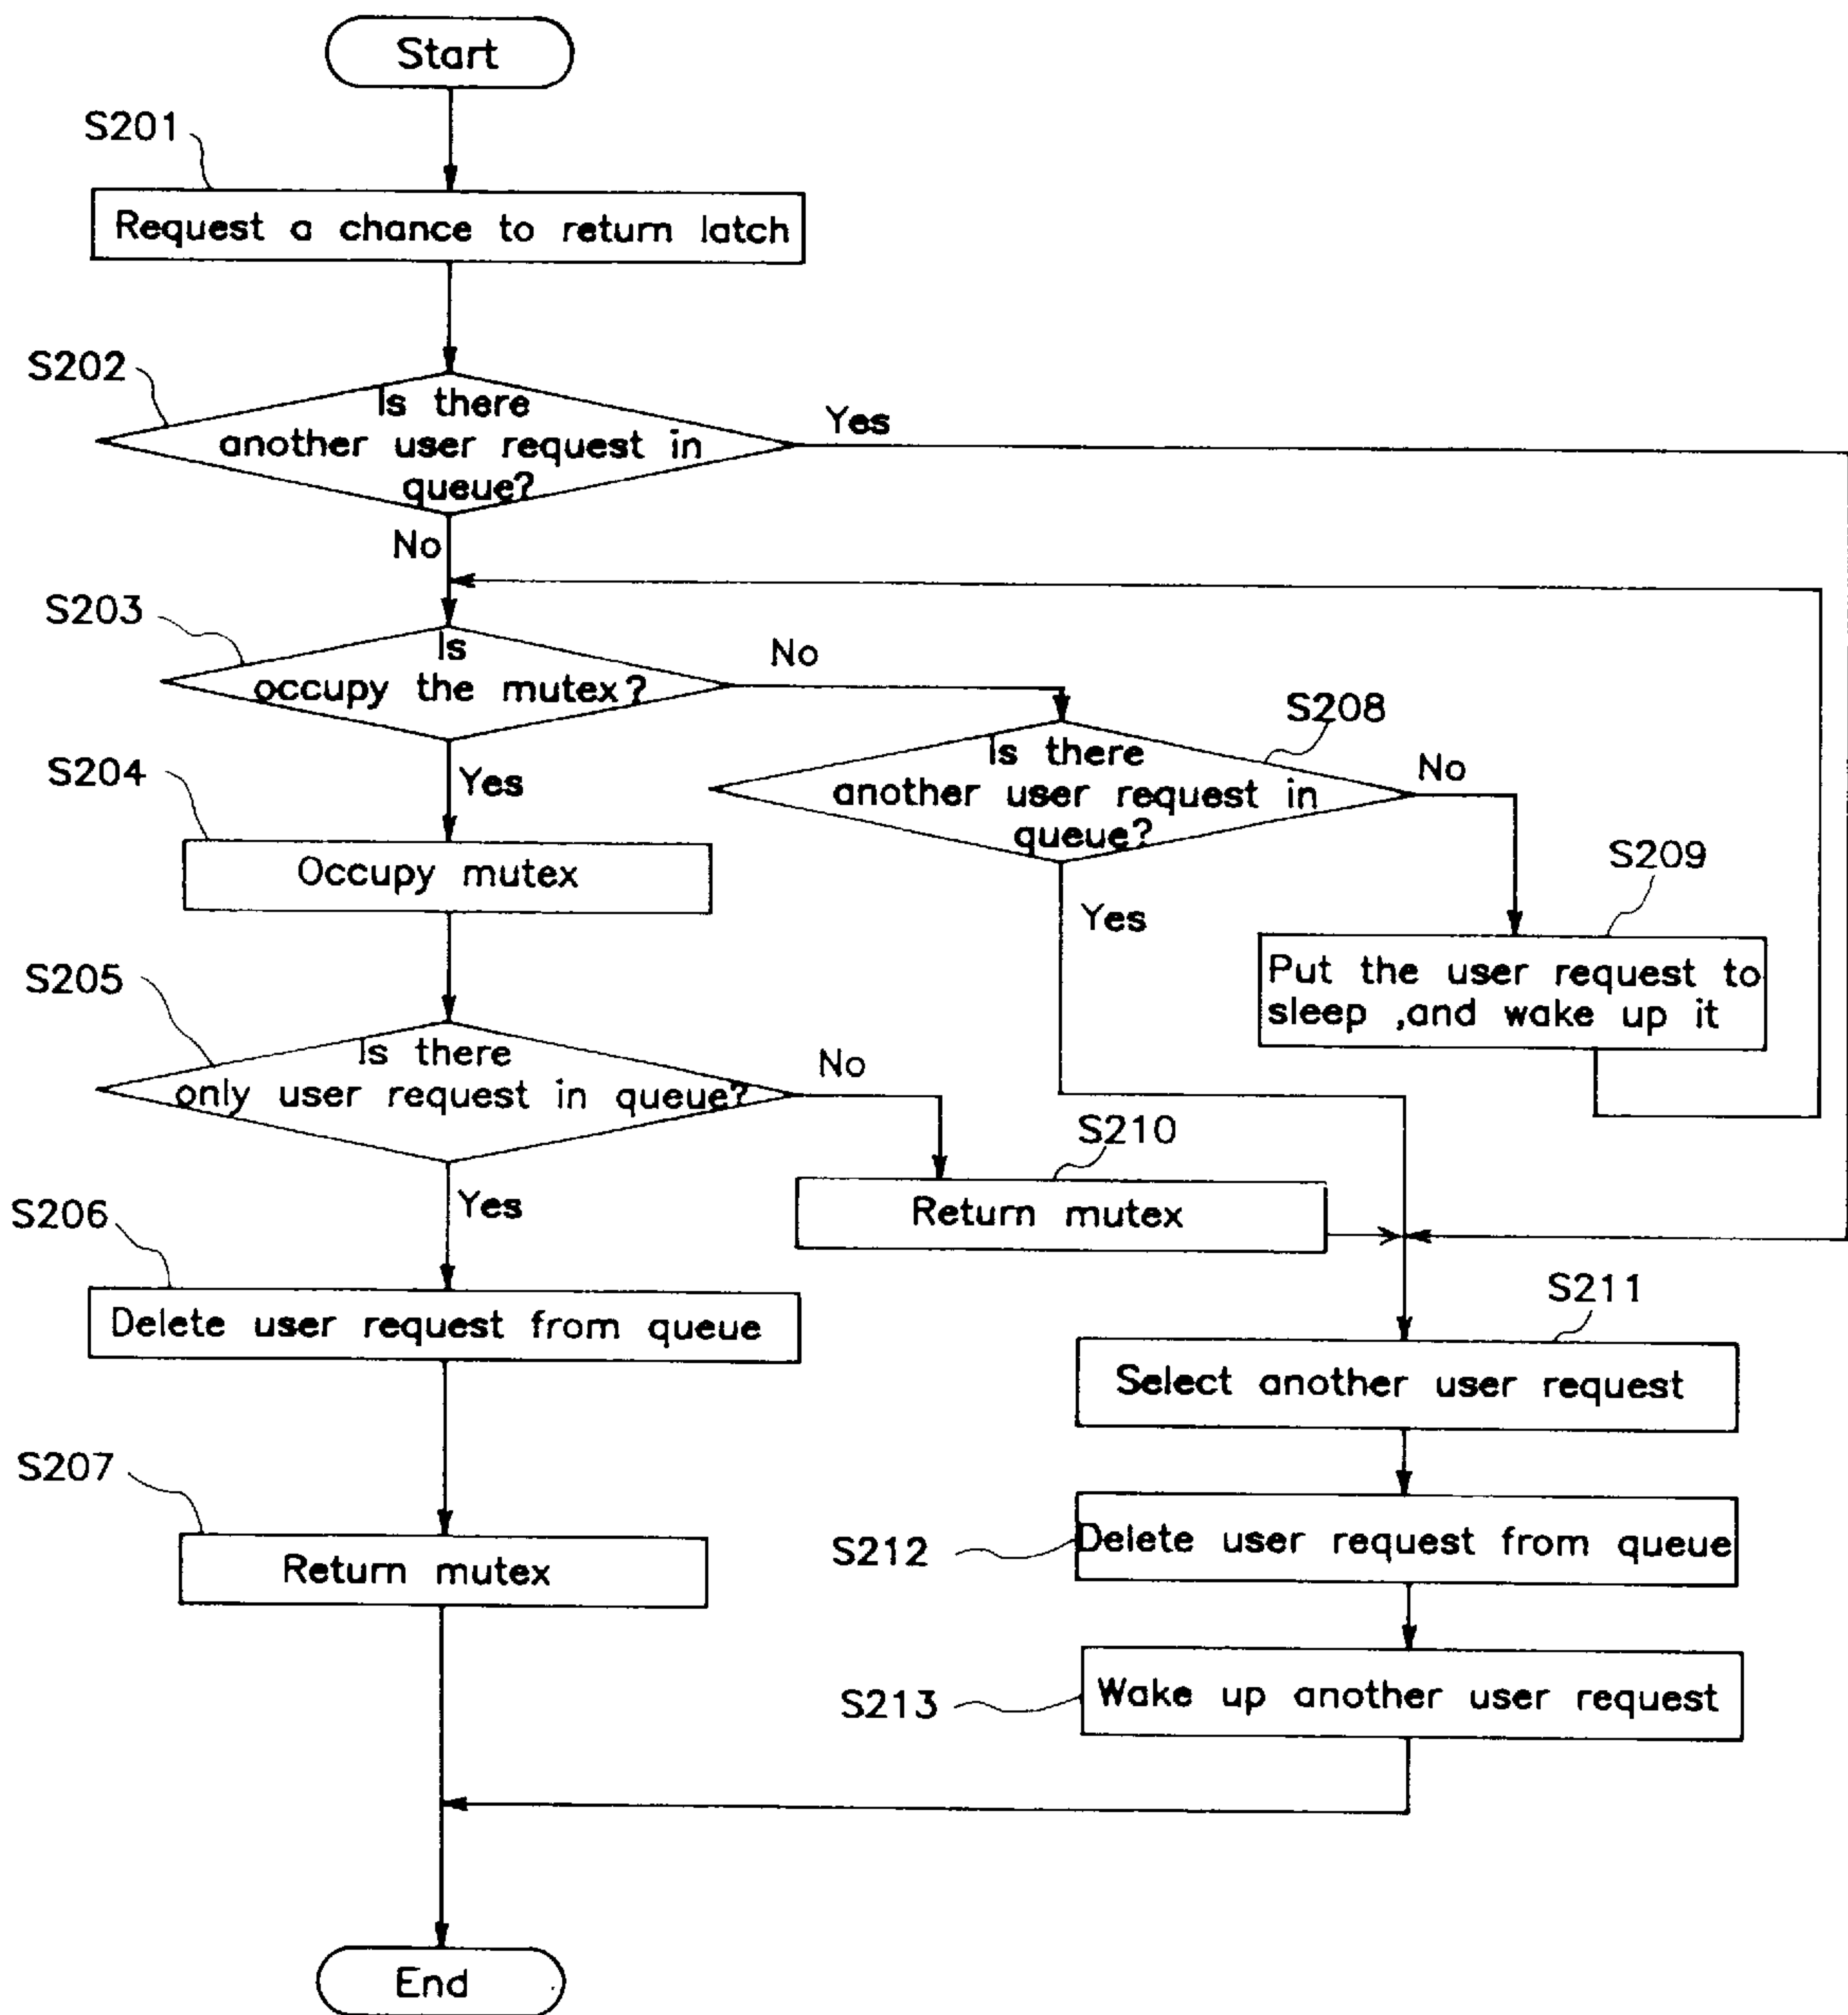 Start
S201
Request a chance to return latch
S202
Is there
another user request in
queue?
Yes
No
S203
Is
occupy the mutex?
No
S208
Is there
another user request in
queue?
No
Yes
S204
Yes
Occupy mutex
S209
Put the user request to
sleep ,and wake up it
S205
Is there
only user request in queue?
No
Yes
S210
Return mutex
S206
Delete user request from queue
S211
Select another user request
S207
Return mutex
S212
Delete user request from queue
S213
Wake up another user request
End